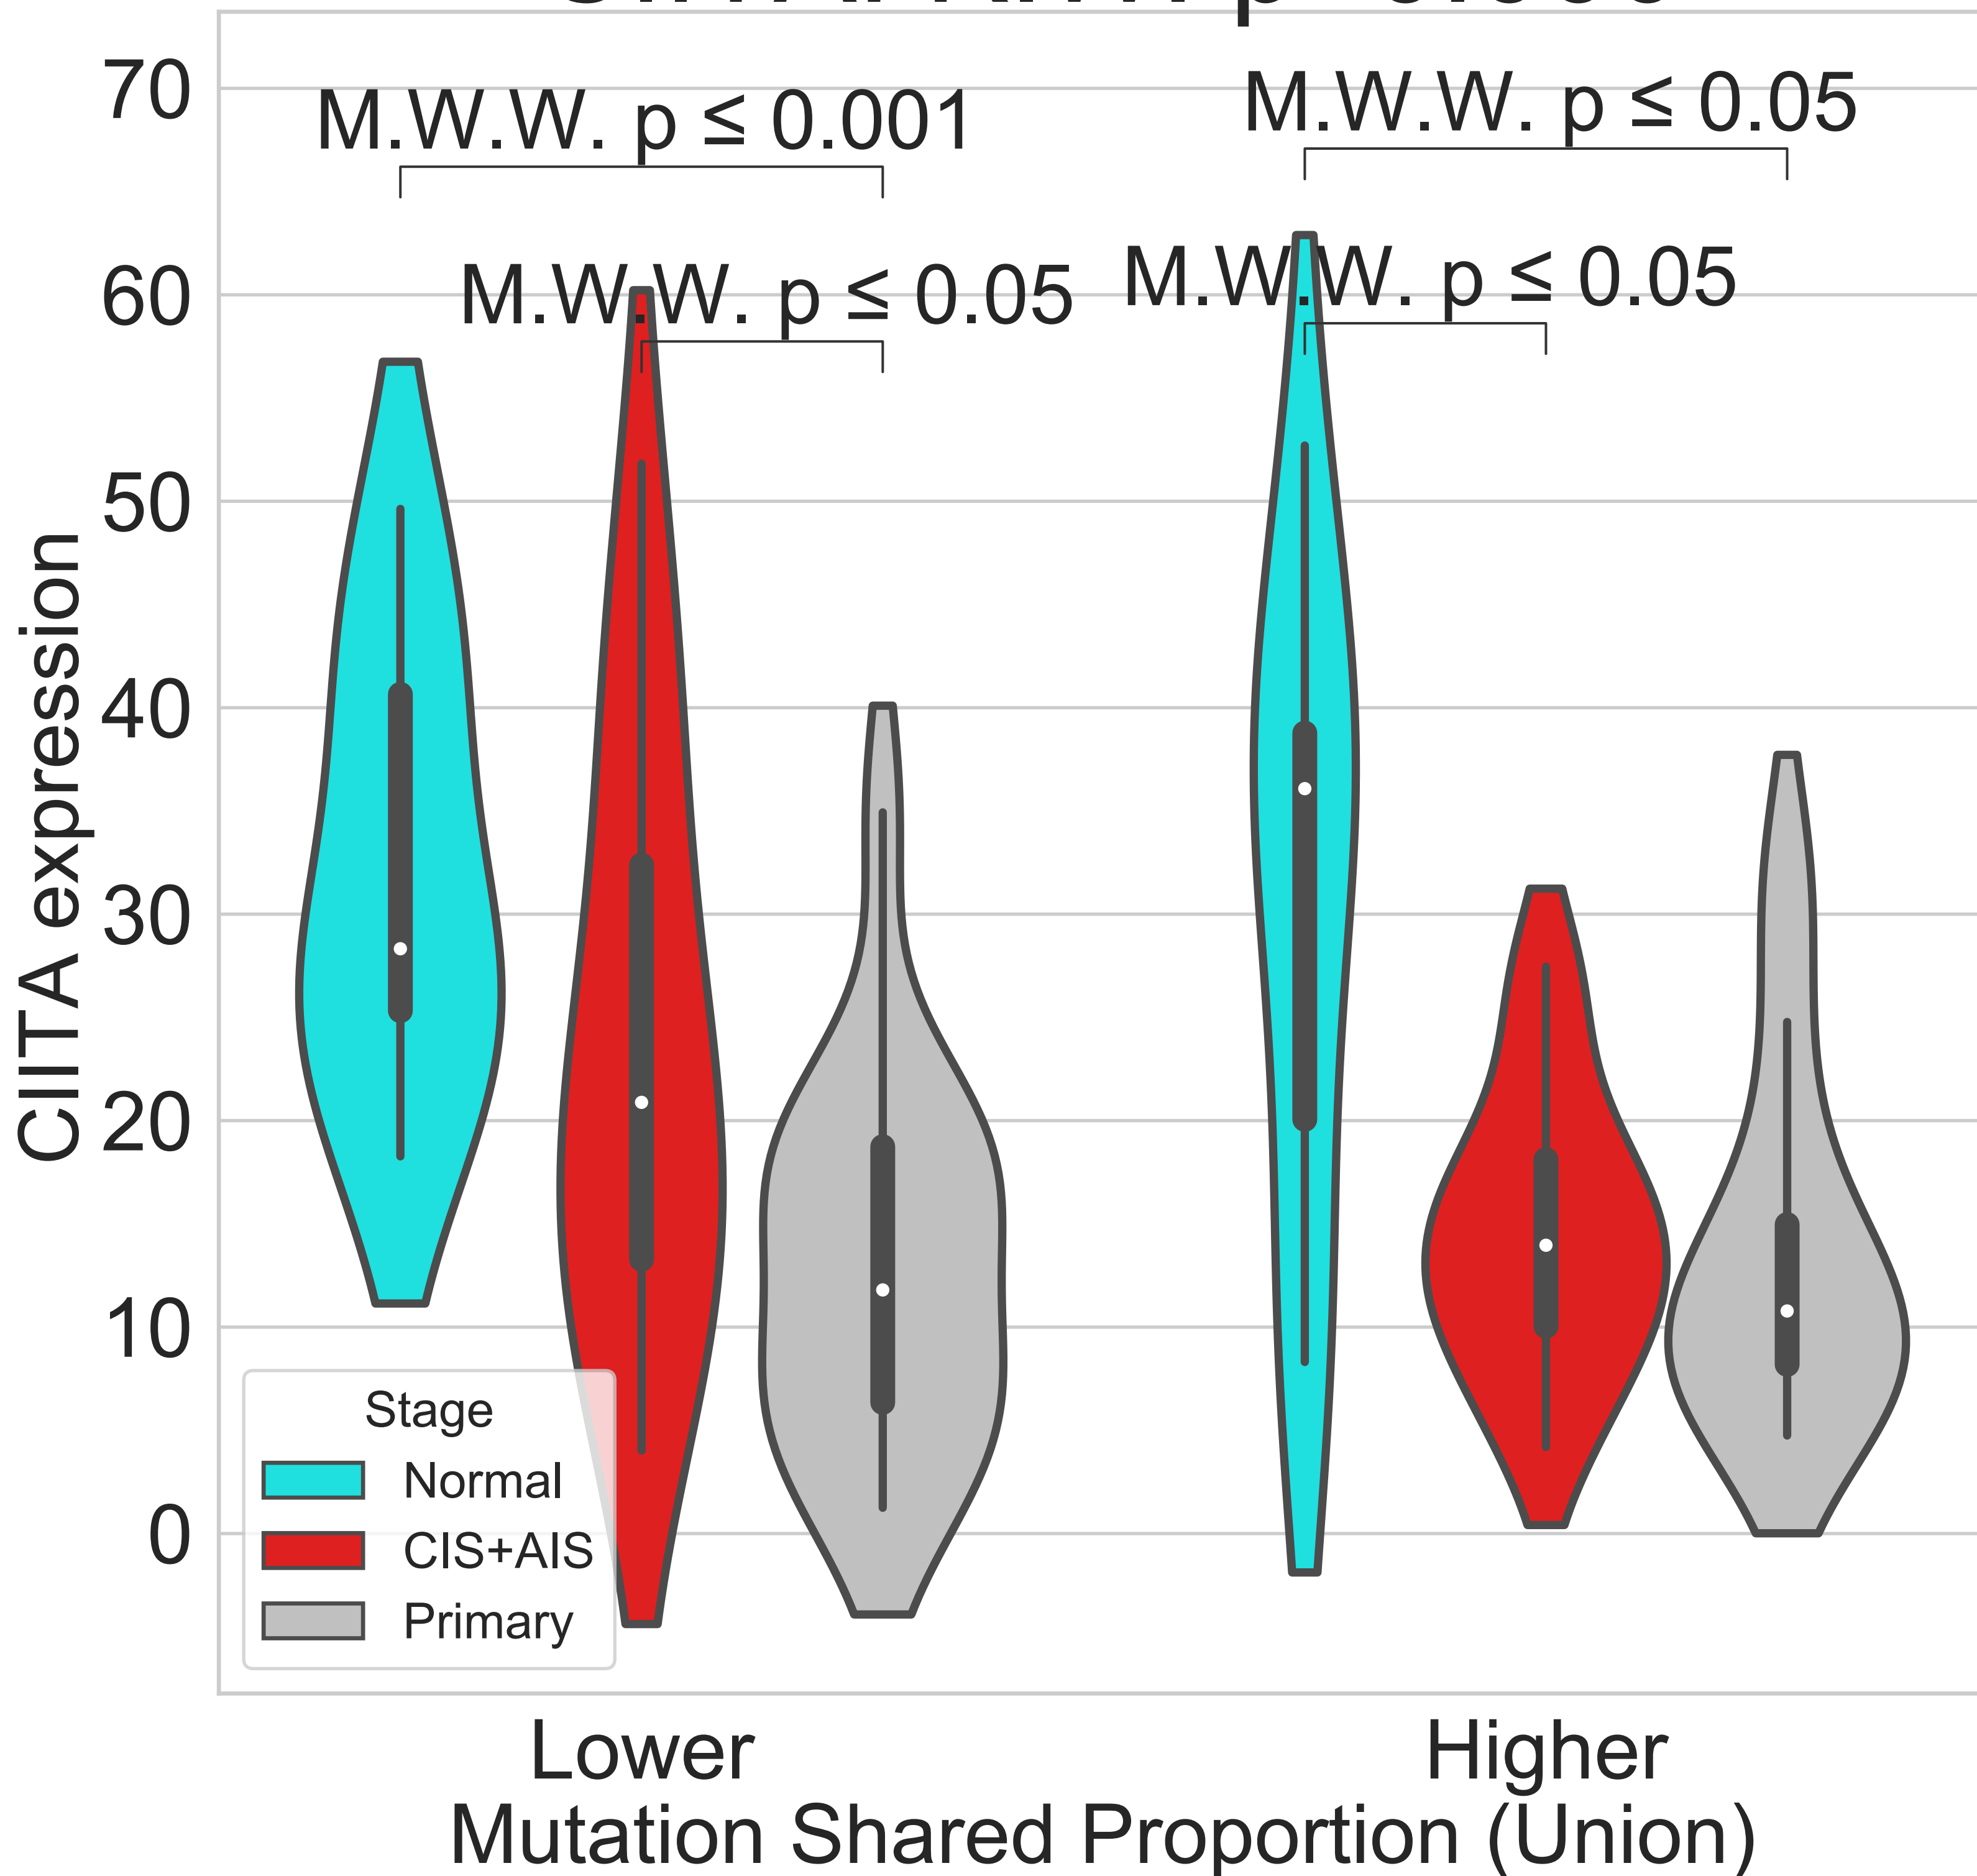 70
60
50
40
30
20
10
0
CIITA expression
M.W.W. p ≤ 0.001
M.W.W. p ≤ 0.05
M.W.W. p ≤ 0.05
M.W.W. p ≤ 0.05
Stage
Normal
CIS+AIS
Primary
Lower
Higher
Mutation Shared Proportion (Union)